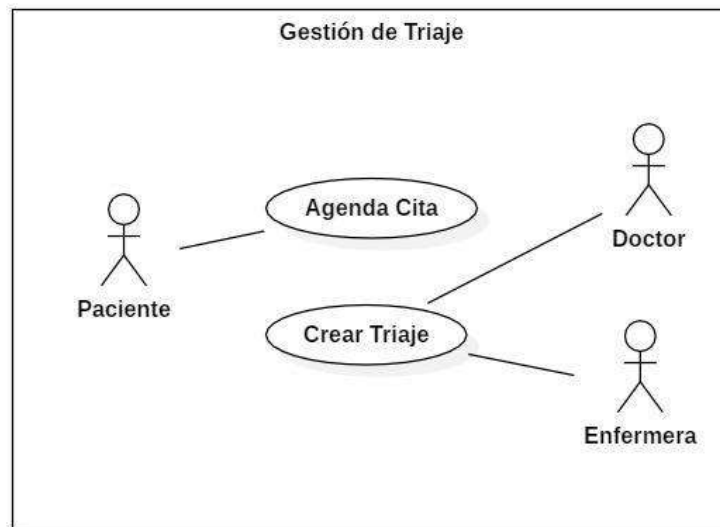 Gestión de Triaje
Agenda Cita
Doctor
Paciente
Crear Triaje
Enfermera